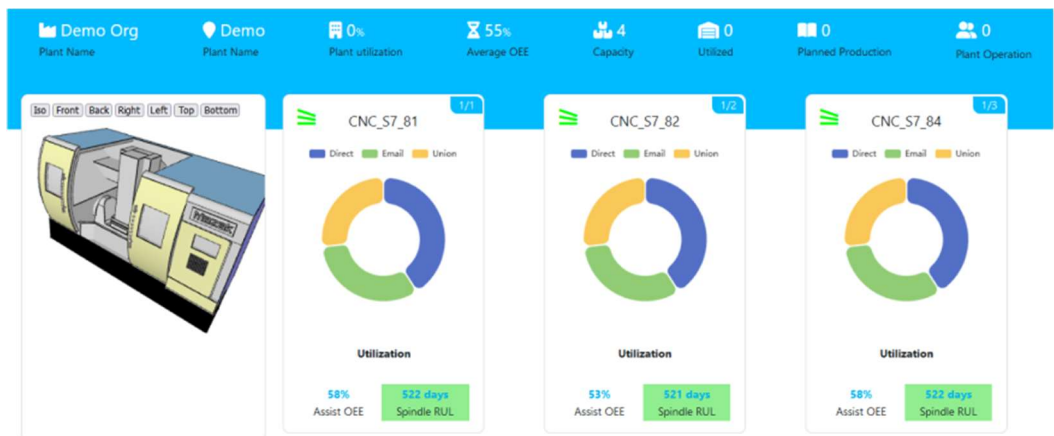 Demo Org
Demo
0%
55%
4
0
0
0
Plant Name
Plant Name
Plant utilization
Average OEE
Capacity
Utilized
Planned Production
Plant Operation
Iso Front Back Right Left Top Bottom
1/1
CNC_S7_81
Direct Email Union
Utilization
58%
Assist OEE
522 days
Spindle RUL
1/2
CNC_S7_82
Direct Email Union
Utilization
53%
Assist OEE
521 days
Spindle RUL
1/3
CNC_S7_84
Direct Email Union
Utilization
58%
Assist OEE
522 days
Spindle RUL